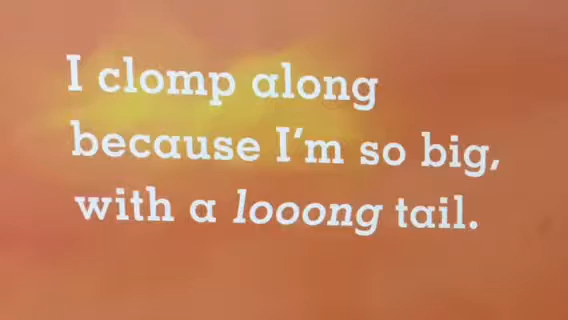 I clomp along
because I'm so big,
with a looong tail.